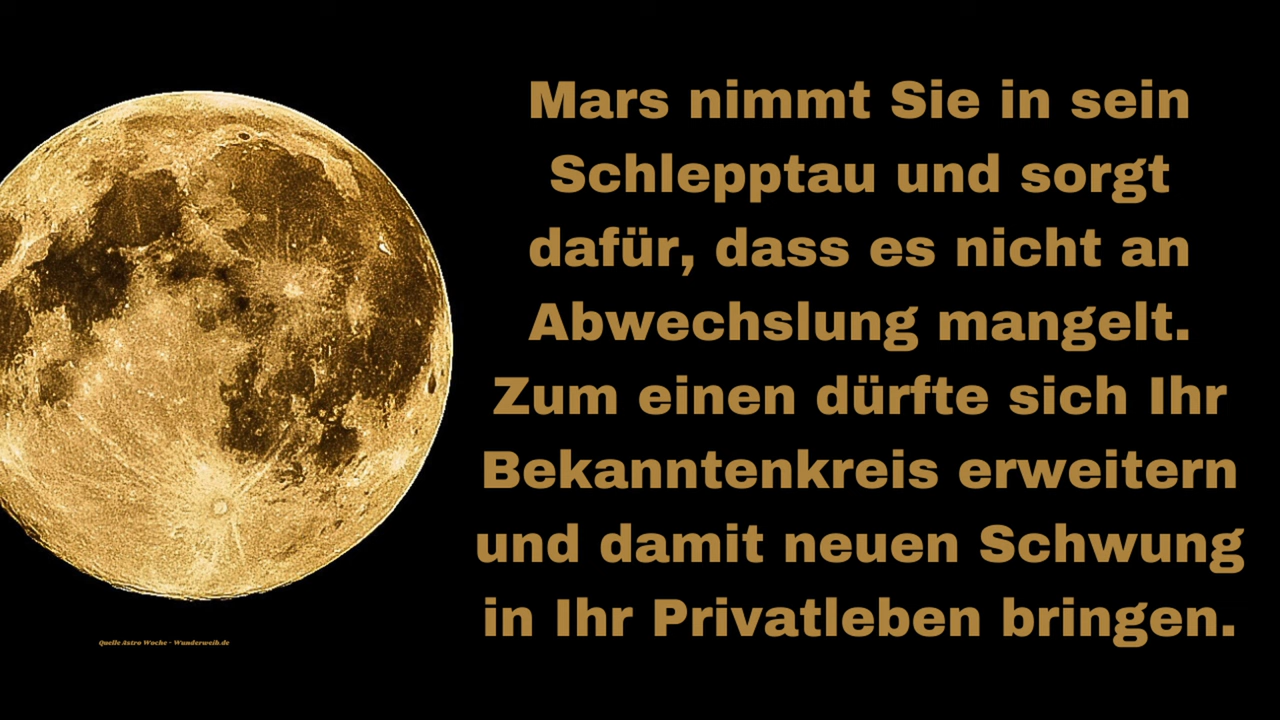 Mars nimmt Sie in sein
Schlepptau und sorgt
dafür, dass es nicht an
Abwechslung mangelt.
Zum einen dürfte sich Ihr
Bekanntenkreis erweitern
und damit neuen Schwung
in Ihr Privatleben bringen.
Quelle Astro Woche - Wunderweib.de